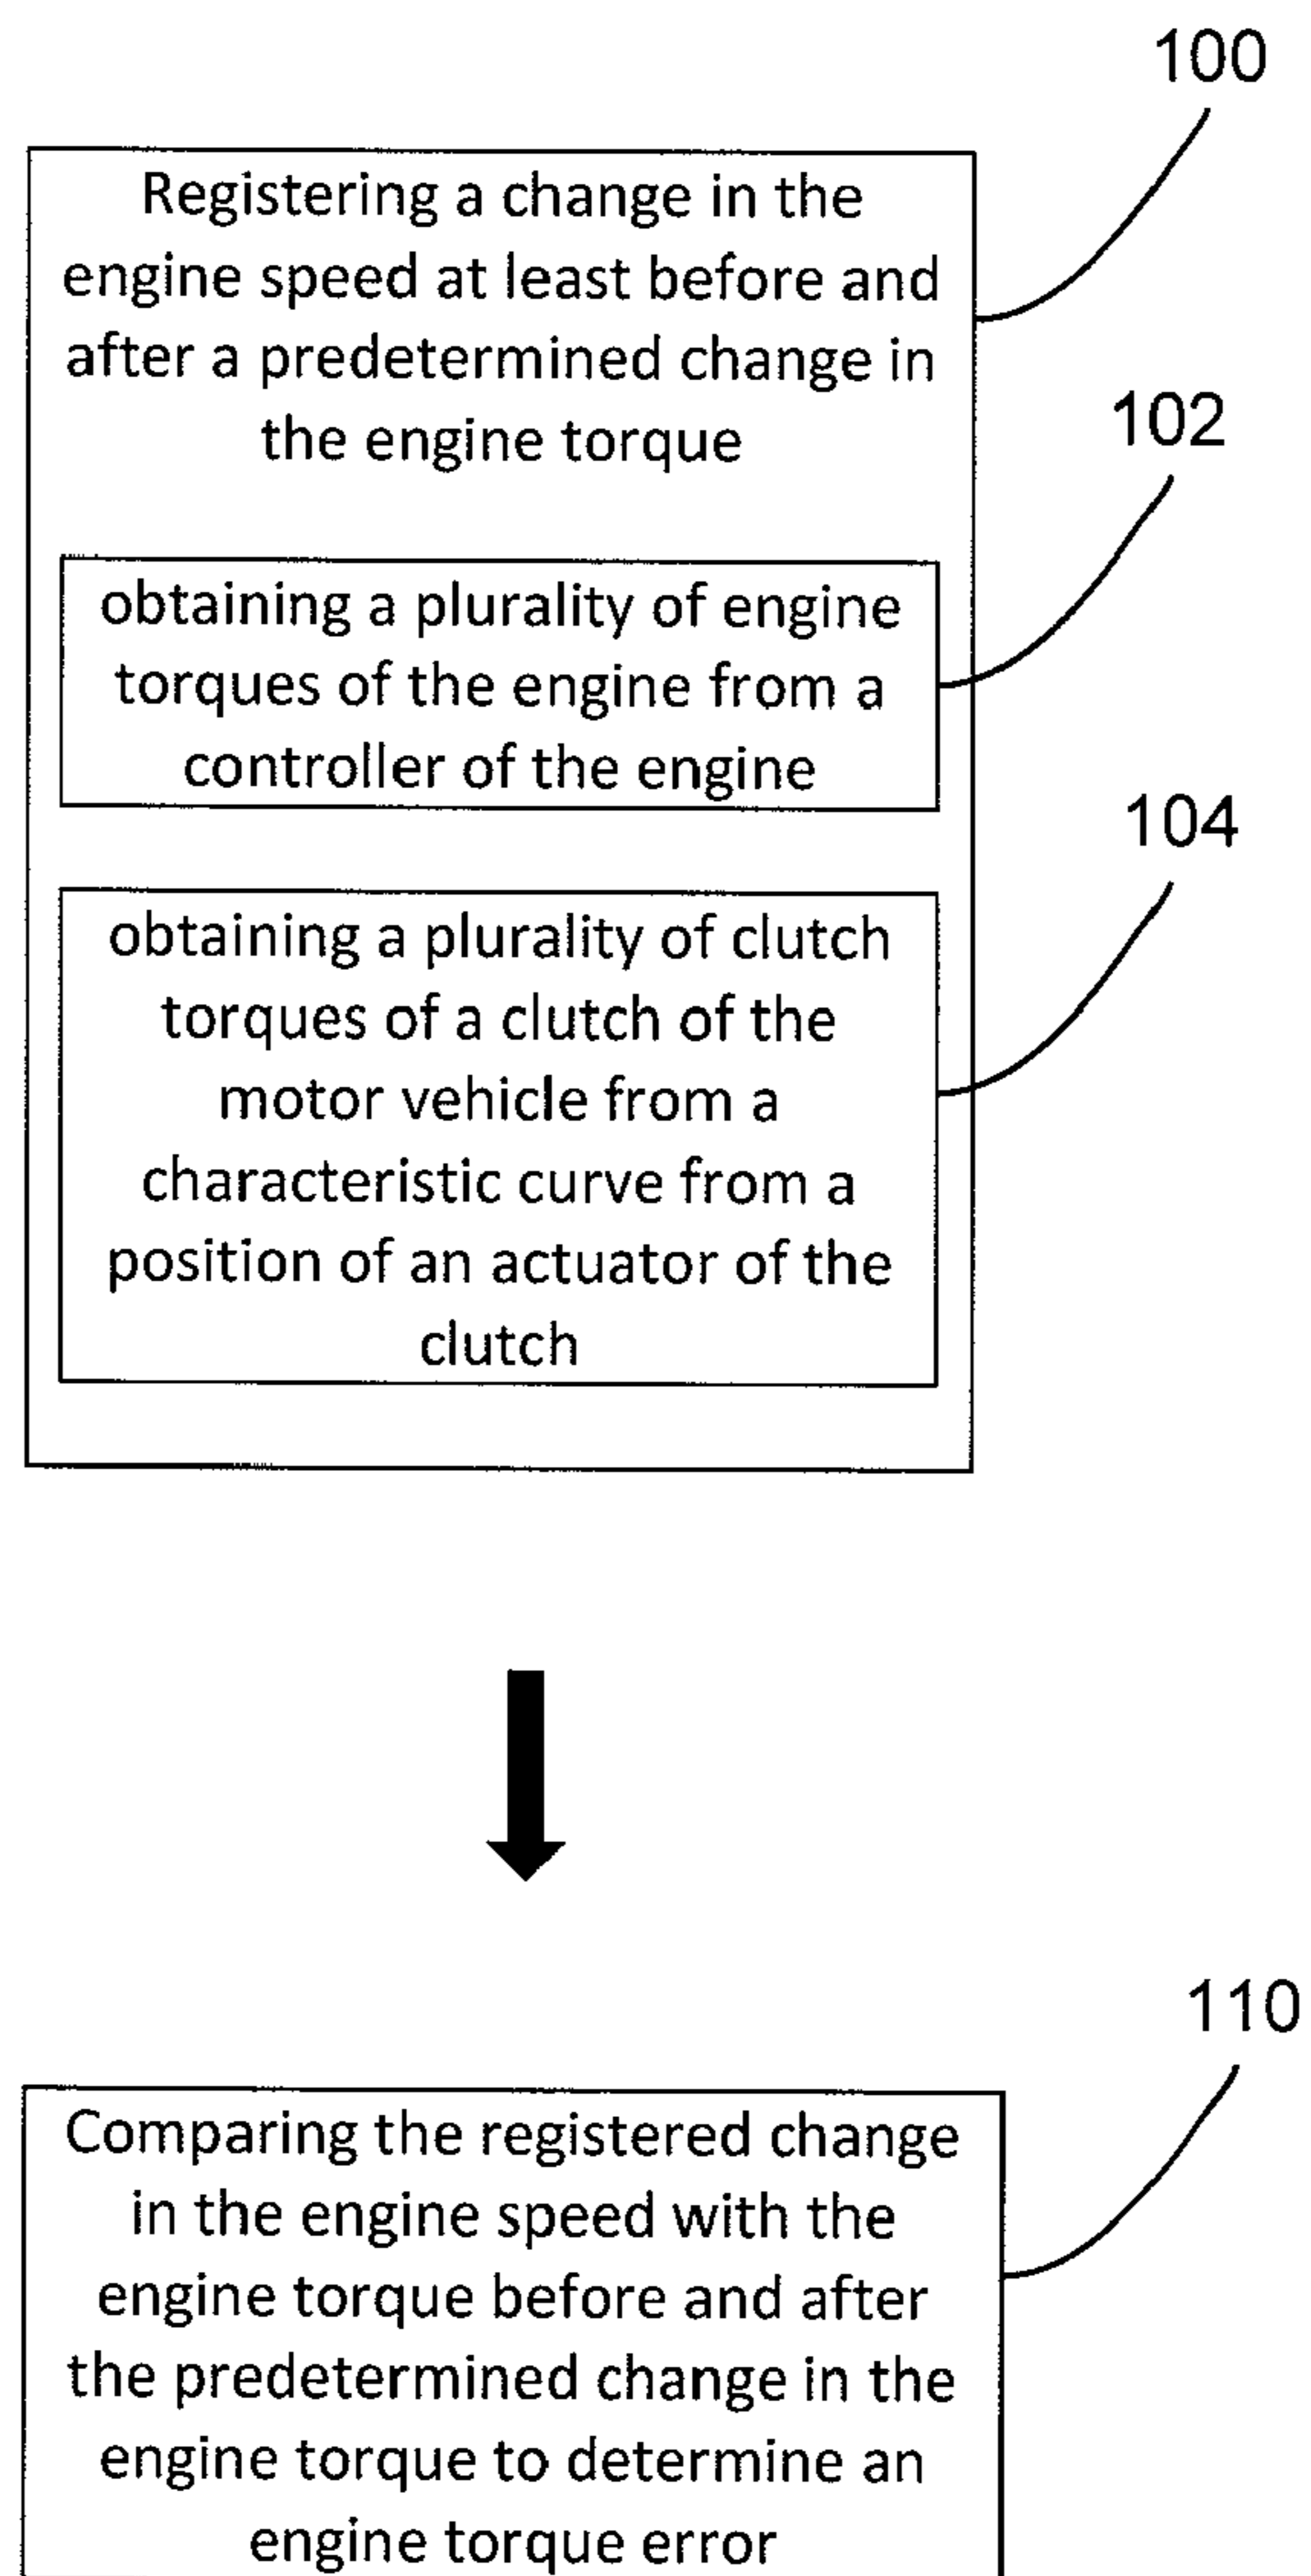 100
Registering a change in the
engine speed at least before and
after a predetermined change in
the engine torque
102
obtaining a plurality of engine
torques of the engine from a
controller of the engine
104
obtaining a plurality of clutch
torques of a clutch of the
motor vehicle from a
characteristic curve from a
position of an actuator of the
clutch
110
Comparing the registered change
in the engine speed with the
engine torque before and after
the predetermined change in the
engine torque to determine an
engine torque error